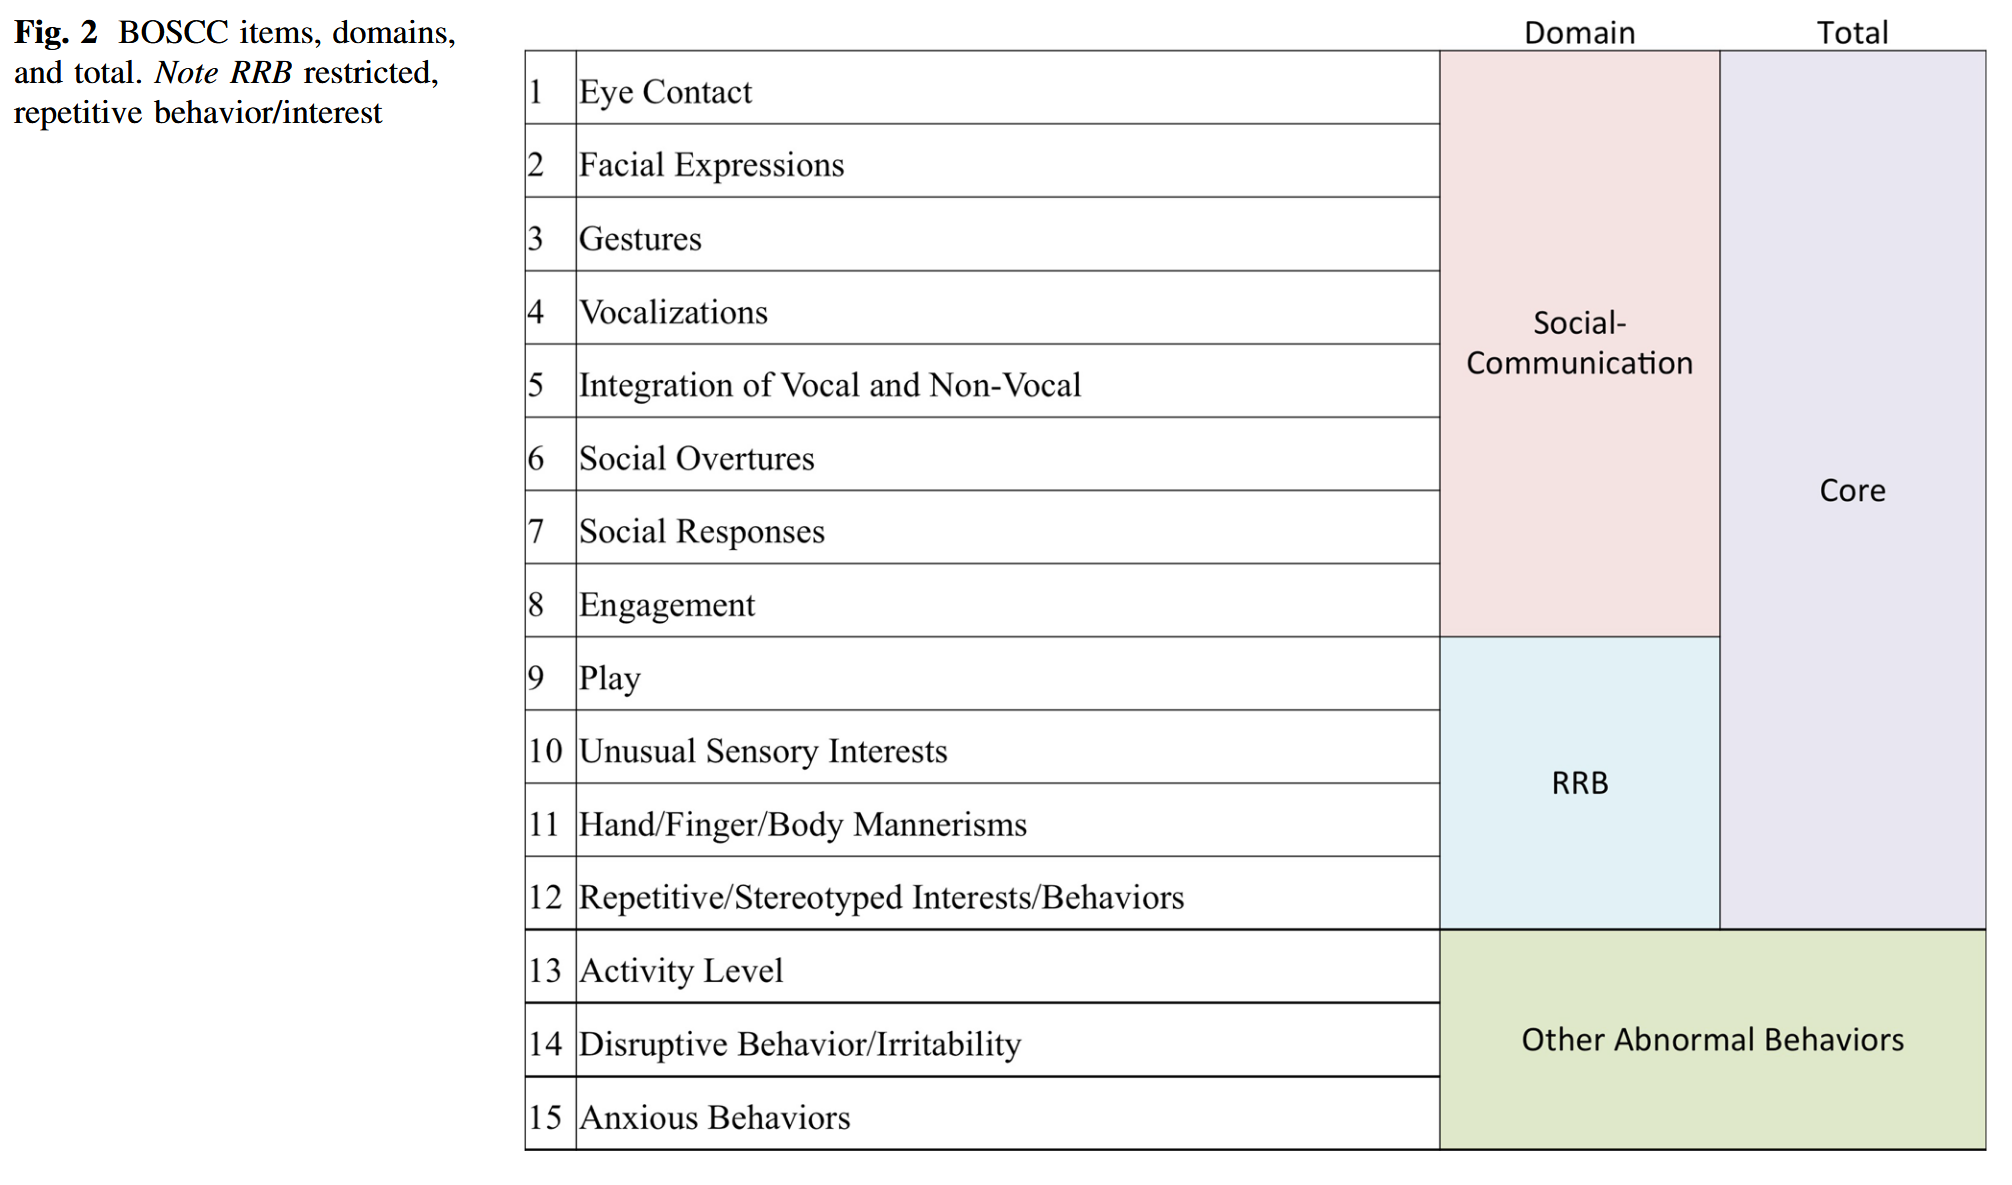 Fig. 2 BOSCC items, domains,
and total. Note RRB restricted,
repetitive behavior/interest
Domain Total
1 Eye Contact
2 Facial Expressions
3 Gestures
4 Vocalizations
5 Integration of Vocal and Non-Vocal
6 Social Overtures
7 Social Responses
8 Engagement
9 Play
10 Unusual Sensory Interests
11 Hand/Finger/Body Mannerisms
12 Repetitive/Stereotyped Interests/Behaviors
13 Activity Level
14 Disruptive Behavior/Irritability
15 Anxious Behaviors
Social-
Communication
RRB
Core
Other Abnormal Behaviors